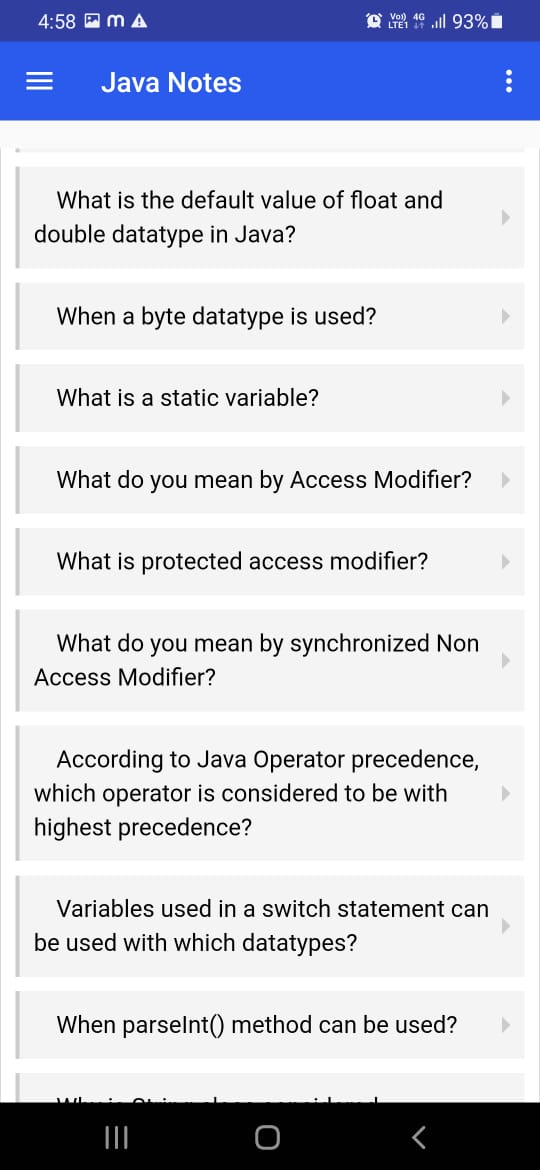 4:58 m Vo)) 4G LTE1 93%
Java Notes
What is the default value of float and
double datatype in Java?
When a byte datatype is used?
What is a static variable?
What do you mean by Access Modifier?
What is protected access modifier?
What do you mean by synchronized Non
Access Modifier?
According to Java Operator precedence,
which operator is considered to be with
highest precedence?
Variables used in a switch statement can
be used with which datatypes?
When parseInt() method can be used?